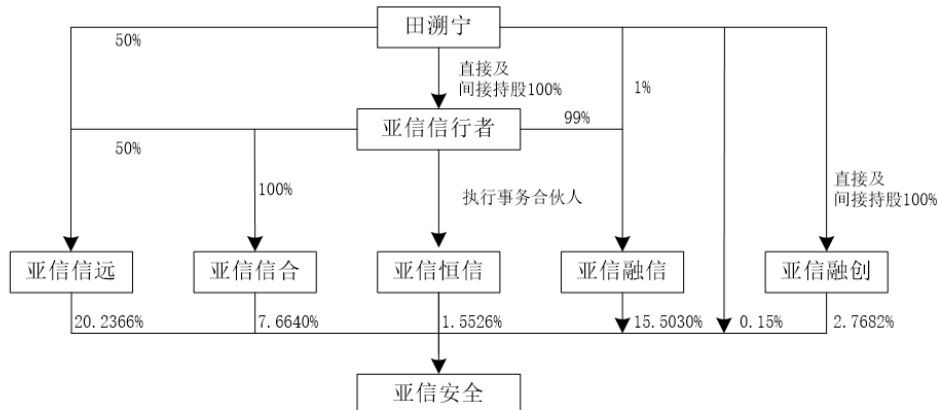 田溯宁
50%
直接及
间接持股100%
1%
亚信信行者
99%
50%
100%
执行事务合伙人
直接及
间接持股100%
亚信信远
亚信信合
亚信恒信
亚信融信
亚信融创
20.2366%
7.6640%
1.5526%
15.5030%
0.15%
2.7682%
亚信安全